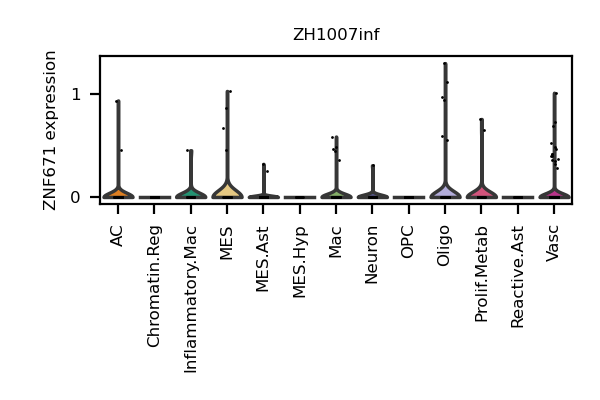 ZH1007inf
ZNF671 expression
1
0
AC
Chromatin.Reg
Inflammatory.Mac
MES
MES.Ast
MES.Hyp
Mac
Neuron
OPC
Oligo
Prolif.Metab
Reactive.Ast
Vasc